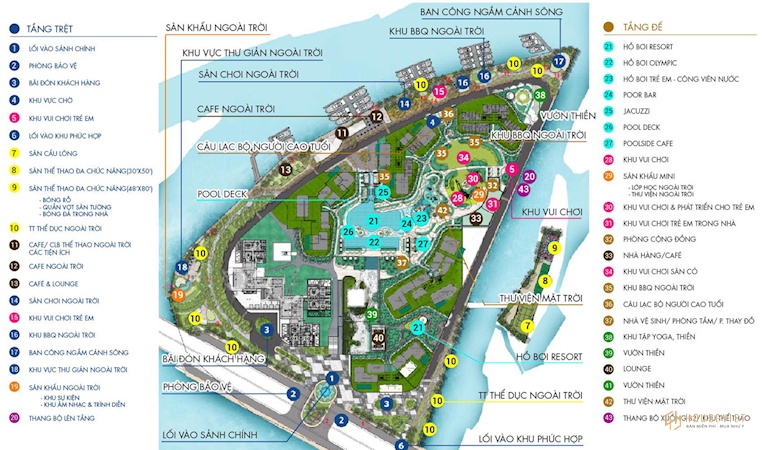 TẦNG TRỆT
1 LỐI VÀO SẢNH CHÍNH
2 PHÒNG BẢO VỆ
3 BÃI ĐÓN KHÁCH HÀNG
4 KHU VỰC CHỜ
5 KHU VUI CHƠI TRẺ EM
6 LỐI VÀO KHU PHỨC HỢP
7 SÂN CẦU LÔNG
8 SÂN THỂ THAO ĐA CHỨC NĂNG(30'X50')
9 SÂN THỂ THAO ĐA CHỨC NĂNG(48'X80')
- BÓNG RỔ
- QUẦN VỢT SÂN TƯỜNG
- BÓNG ĐÁ TRONG NHÀ
10 TT THỂ DỤC NGOÀI TRỜI
11 CAFE/ CLB THỂ THAO NGOÀI TRỜI
CÁC TIỆN ÍCH
12 CAFE NGOÀI TRỜI
13 CAFÉ & LOUNGE
14 SÂN CHƠI NGOÀI TRỜI
15 KHU VUI CHƠI TRẺ EM
16 KHU BBQ NGOÀI TRỜI
17 BAN CÔNG NGẮM CẢNH SÔNG
18 KHU VỰC THƯ GIÃN NGOÀI TRỜI
19 SÂN KHẤU NGOÀI TRỜI
- KHU SỰ KIỆN
- KHU ÂM NHẠC & TRÌNH DIỄN
20 THANG BỘ LÊN TẦNG
SÂN KHẤU NGOÀI TRỜI
KHU VỰC THƯ GIÃN NGOÀI TRỜI
SÂN CHƠI NGOÀI TRỜI
CAFE NGOÀI TRỜI
CÂU LẠC BỘ NGƯỜI CAO TUỔI
POOL DECK
BAN CÔNG NGẮM CẢNH SÔNG
KHU BBQ NGOÀI TRỜI
VƯỜN THIỀN
KHU BBQ NGOÀI TRỜI
KHU VUI CHƠI
THƯ VIỆN MẶT TRỜI
HỒ BƠI RESORT
TT THỂ DỤC NGOÀI TRỜI
LỐI VÀO KHU PHỨC HỢP
BÃI ĐÓN KHÁCH HÀNG
PHÒNG BẢO VỆ
LỐI VÀO SẢNH CHÍNH
TẦNG ĐẾ
21 HỒ BƠI RESORT
22 HỒ BƠI OLYMPIC
23 HỒ BƠI TRẺ EM - CÔNG VIÊN NƯỚC
24 POOR BAR
25 JACUZZI
26 POOL DECK
27 POOLSIDE CAFE
28 KHU VUI CHƠI
29 SÂN KHẤU MINI
- LỚP HỌC NGOÀI TRỜI
- THƯ VIỆN NGOÀI TRỜI
30 KHU VUI CHƠI & PHÁT TRIỂN CHO TRẺ EM
31 KHU VUI CHƠI TRẺ EM TRONG NHÀ
32 PHÒNG CỘNG ĐỒNG
33 NHÀ HÀNG/CAFÉ
34 KHU VUI CHƠI SÂN CỎ
35 KHU BBQ NGOÀI TRỜI
36 CÂU LẠC BỘ NGƯỜI CAO TUỔI
37 NHÀ VỆ SINH/ PHÒNG TẮM/ P. THAY ĐỒ
38 KHU TẬP YOGA, THIỀN
39 VƯỜN THIỀN
40 LOUNGE
41 VƯỜN THIỀN
42 THƯ VIỆN MẶT TRỜI
43 THANG BỘ XUỐNG